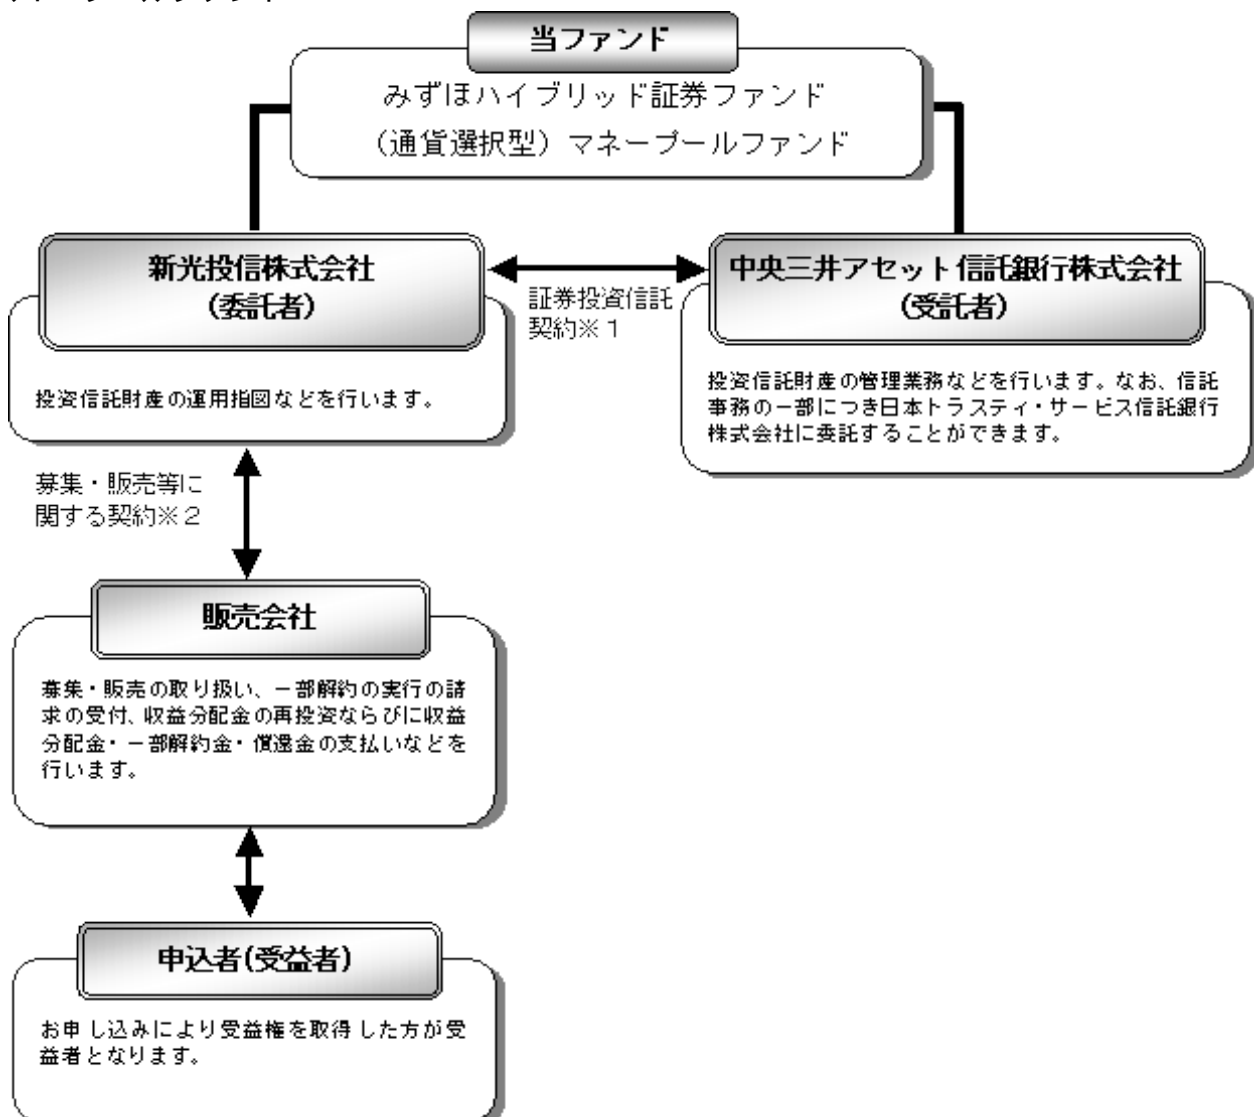 当ファンド
みずほハイブリッド証券ファンド
(通貨選択型)マネープールファンド
新光投信株式会社
(委託者)
証券投資信託
契約※1
中央三井アセット信託銀行株式会社
(受託者)
投資信託財産の運用指図などを行います。
投資信託財産の管理業務などを行います。なお、信託
事務の一部につき日本トラスティ・サービス信託銀行
株式会社に委託することができます。
募集・販売等に
関する契約※2
販売会社
募集・販売の取り扱い、一部解約の実行の請
求の受付、収益分配金の再投資ならびに収益
分配金・一部解約金・償還金の支払いなどを
行います。
申込者(受益者)
お申し込みにより受益権を取得した方が受
益者となります。